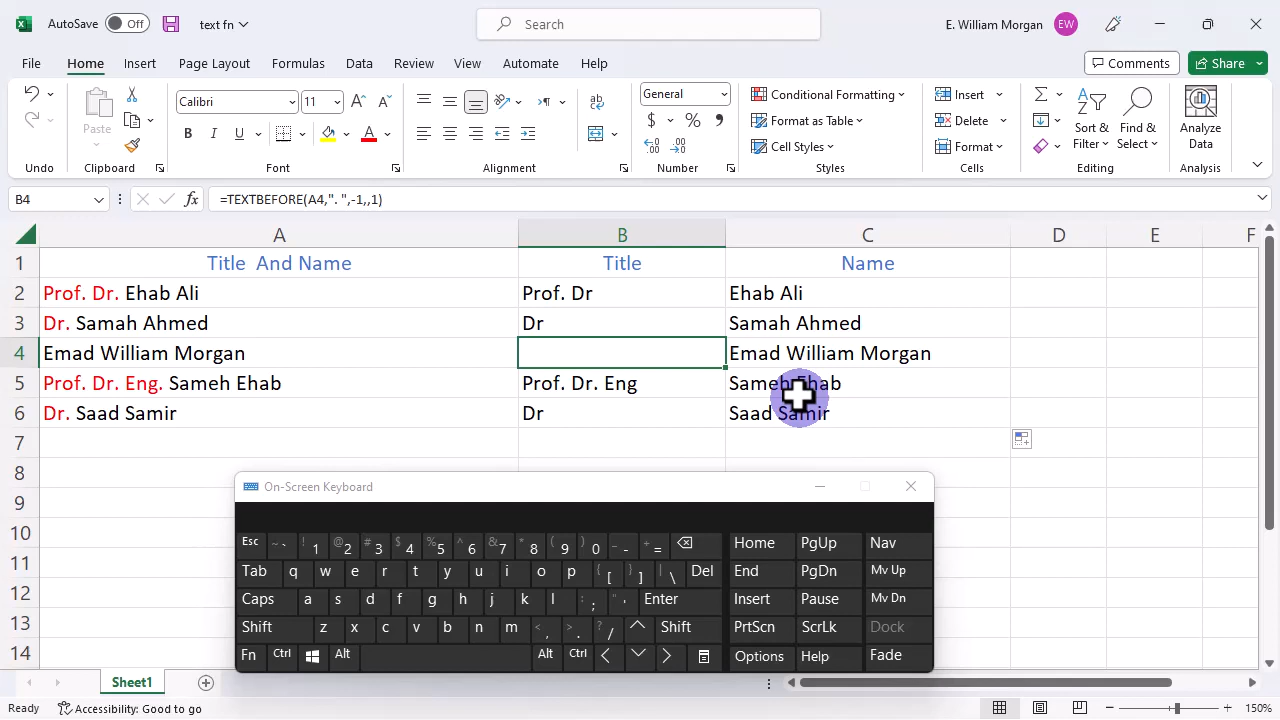 AutoSave Off text fn Search E. William Morgan EW
File Home Insert Page Layout Formulas Data Review View Automate Help Comments Share
Paste Calibri 11 General Conditional Formatting Insert
B I U A Format as Table Delete Sort & Find & Analyze
Cell Styles Format Filter Select Data
Undo Clipboard Font Alignment Number Styles Cells Editing Analysis
B4 fx =TEXTBEFORE(A4,". ",-1,,1)
A B C D E F
1 Title And Name Title Name
2 Prof. Dr. Ehab Ali Prof. Dr Ehab Ali
3 Dr. Samah Ahmed Dr Samah Ahmed
4 Emad William Morgan Emad William Morgan
5 Prof. Dr. Eng. Sameh Ehab Prof. Dr. Eng Sameh Ehab
6 Dr. Saad Samir Dr Saad Samir
7
8
9
10
11
12
13
14
On-Screen Keyboard
Esc ~ ` ! 1 @ 2 # 3 $ 4 % 5 ^ 6 & 7 * 8 ( 9 ) 0 _ - + = Home PgUp Nav
Tab q w e r t y u i o p { [ } ] | \ Del End PgDn Mv Up
Caps a s d f g h j k l : ; " ' Enter Insert Pause Mv Dn
Shift z x c v b n m < , > . ? / Shift PrtScn ScrLk Dock
Fn Ctrl Alt Alt Ctrl Options Help Fade
Sheet1
Ready Accessibility: Good to go 150%